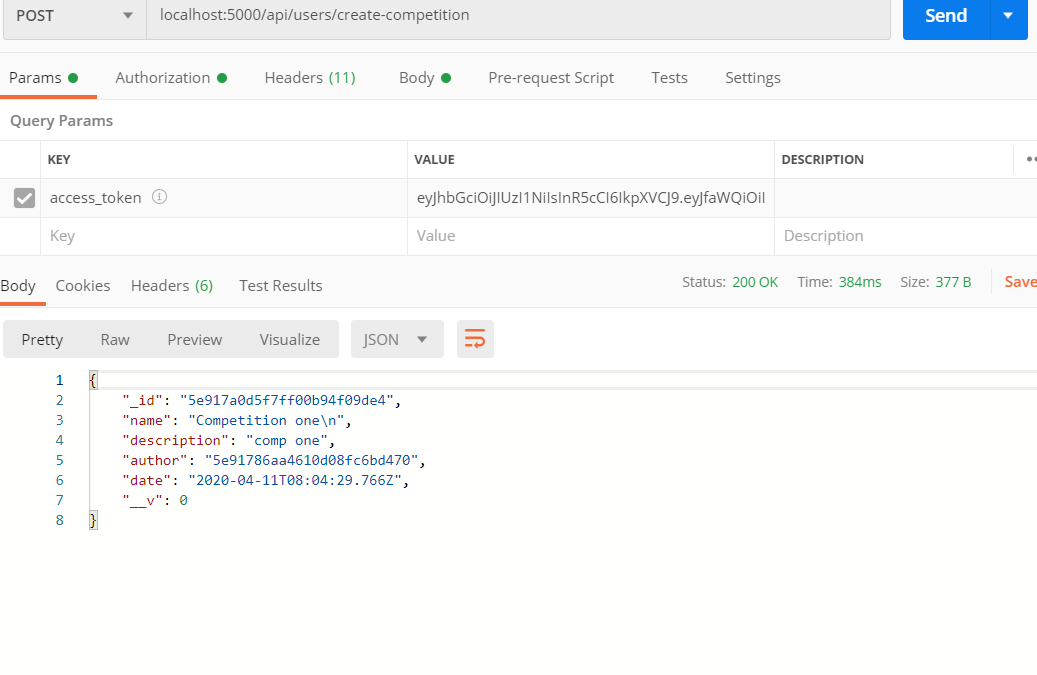 POST localhost:5000/api/users/create-competition Send
Params Authorization Headers (11) Body Pre-request Script Tests Settings
Query Params
KEY VALUE DESCRIPTION
access_token eyJhbGciOiJIUzI1NiIsInR5cCI6IkpXVCJ9.eyJfaWQiOiI
Key Value Description
Body Cookies Headers (6) Test Results Status: 200 OK Time: 384ms Size: 377 B Save
Pretty Raw Preview Visualize JSON
1 {
2 "_id": "5e917a0d5f7ff00b94f09de4",
3 "name": "Competition one\n",
4 "description": "comp one",
5 "author": "5e91786aa4610d08fc6bd470",
6 "date": "2020-04-11T08:04:29.766Z",
7 "__v": 0
8 }